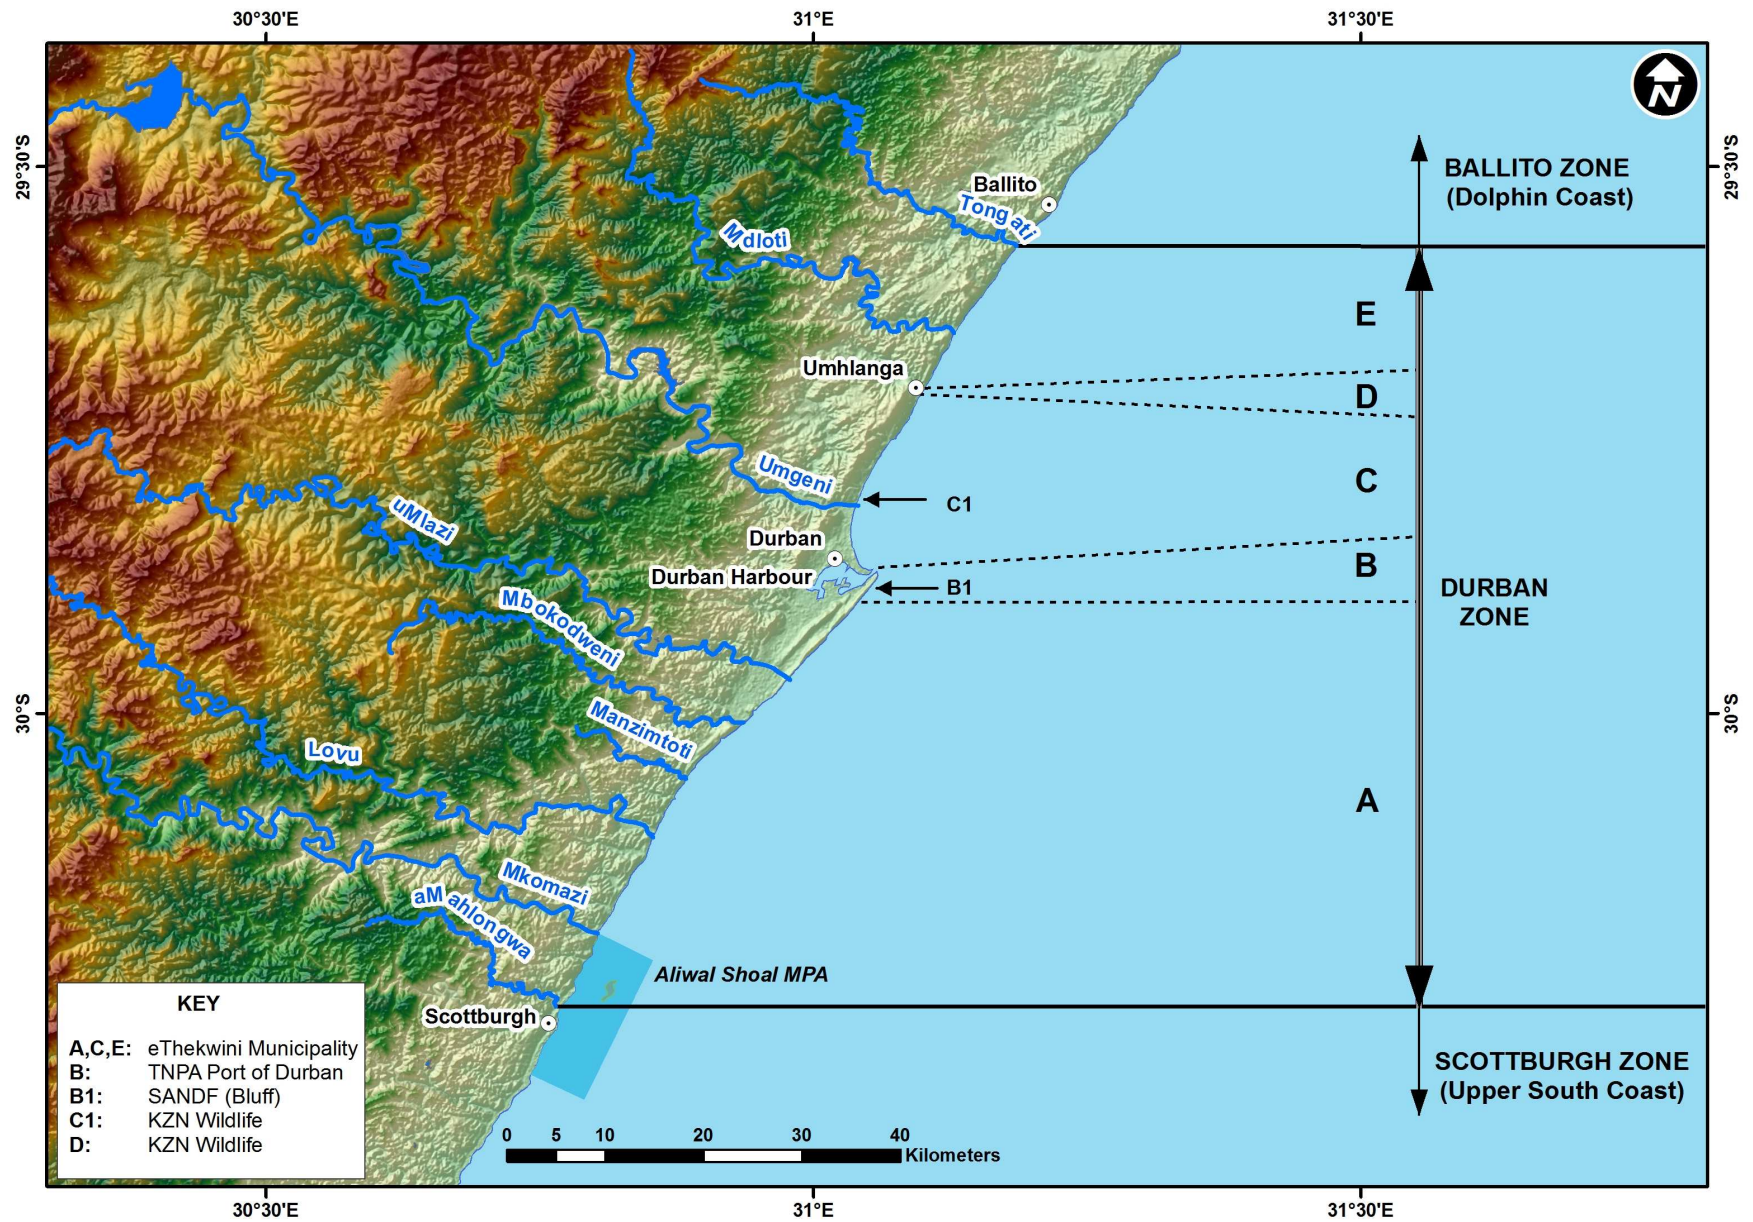 30°30'E
31°E
31°30'E
29°30'S
29°30'S
N
BALLITO ZONE
(Dolphin Coast)
Ballito
Tongati
Mdloti
E
Umhlanga
D
C
Umgeni
C1
uMlazi
Durban
B
Durban Harbour
B1
DURBAN
ZONE
Mbokodweni
30°S
30°S
Manzimtoti
Lovu
A
Mkomazi
aMahlongwa
Aliwal Shoal MPA
Scottburgh
SCOTTBURGH ZONE
(Upper South Coast)
KEY
A,C,E: eThekwini Municipality
B: TNPA Port of Durban
B1: SANDF (Bluff)
C1: KZN Wildlife
D: KZN Wildlife
0 5 10 20 30 40
Kilometers
30°30'E
31°E
31°30'E